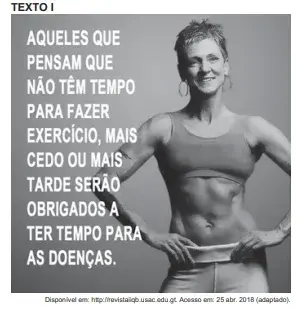 TEXTO I
AQUELES QUE
PENSAM QUE
NÃO TÊM TEMPO
PARA FAZER
EXERCÍCIO, MAIS
CEDO OU MAIS
TARDE SERÃO
OBRIGADOS A
TER TEMPO PARA
AS DOENÇAS.
Disponível em: http://revistaiiqb.usac.edu.gt. Acesso em: 25 abr. 2018 (adaptado).